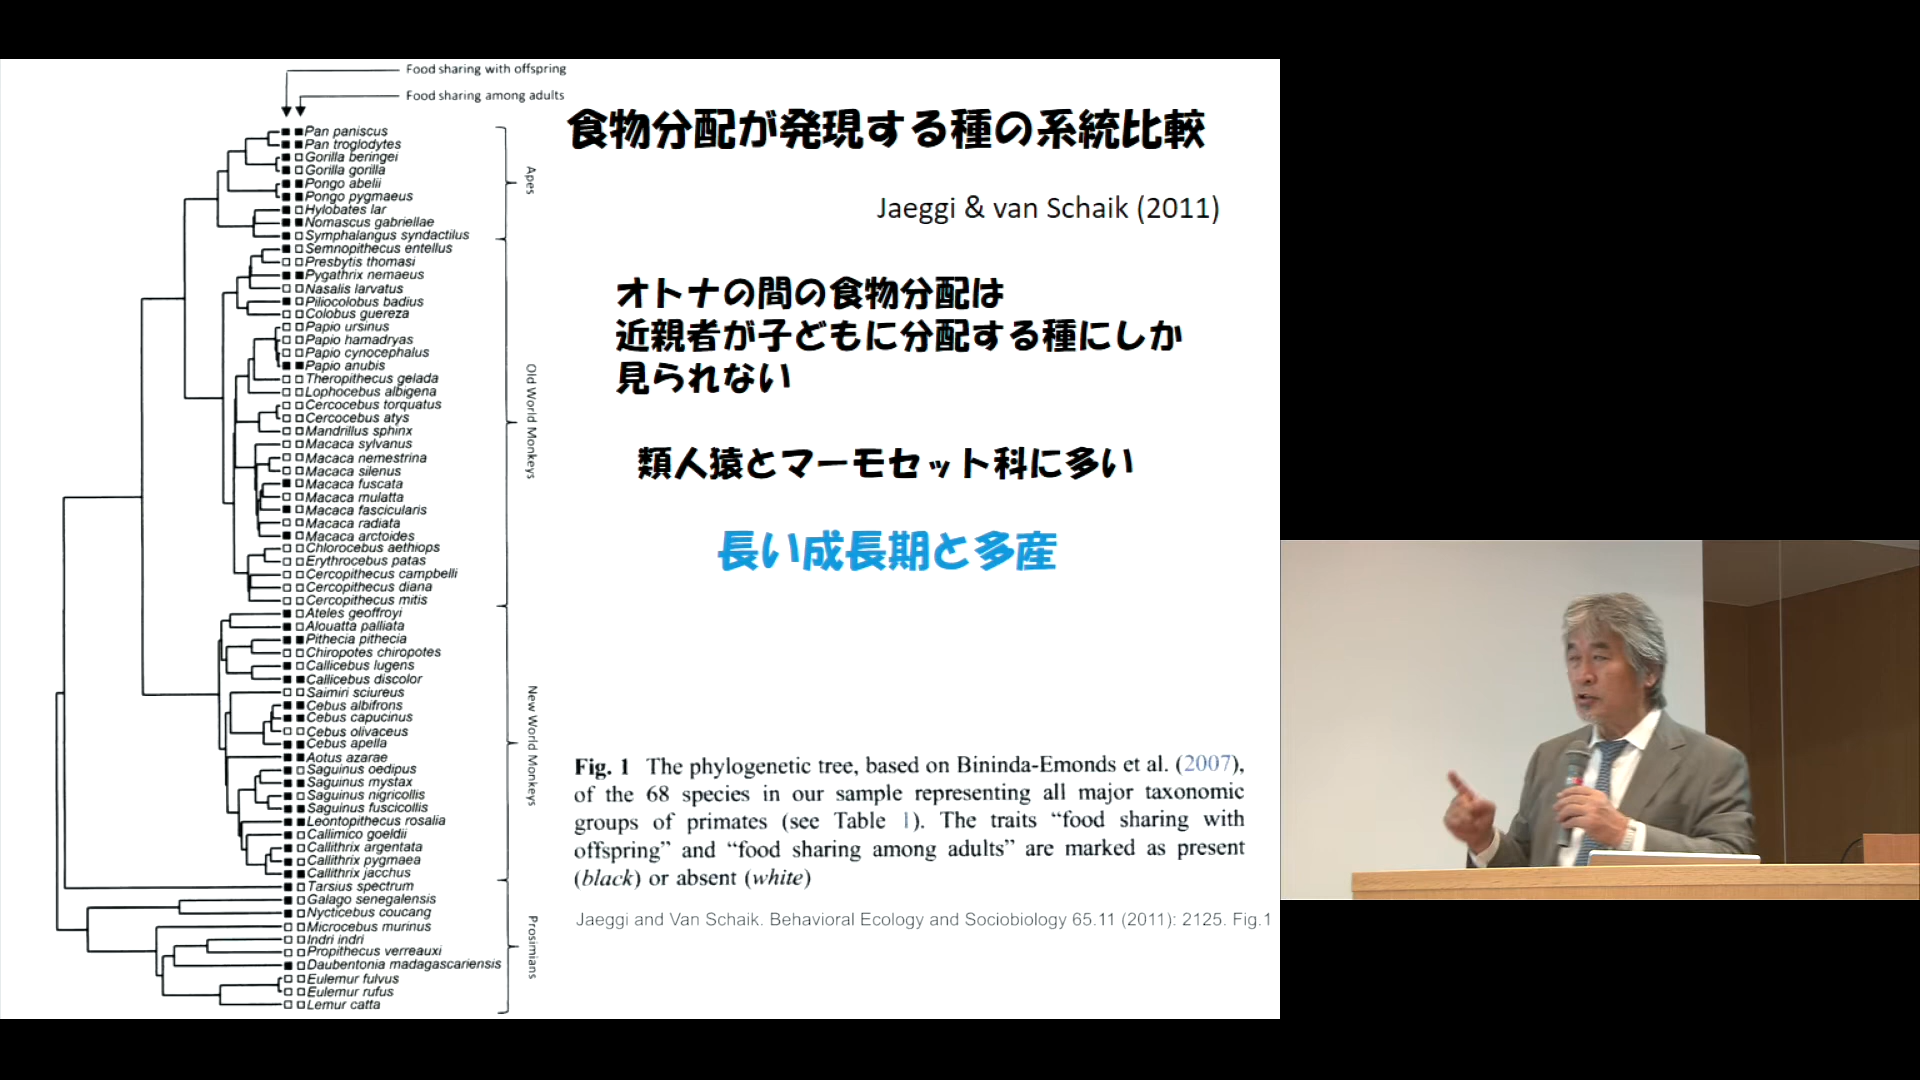 Food sharing with offspring
Food sharing among adults
食物分配が発現する種の系統比較
Jaeggi & van Schaik (2011)
オトナの間の食物分配は
近親者が子どもに分配する種にしか
見られない
類人猿とマーモセット科に多い
長い成長期と多産
Pan paniscus
Pan troglodytes
Gorilla beringei
Gorilla gorilla
Pongo abelii
Pongo pygmaeus
Hylobates lar
Nomascus gabriellae
Symphalangus syndactilus
Semnopithecus entellus
Presbytis thomasi
Pygathrix nemaeus
Nasalis larvatus
Piliocolobus badius
Colobus guereza
Papio ursinus
Papio hamadryas
Papio cynocephalus
Papio anubis
Theropithecus gelada
Lophocebus albigena
Cercocebus torquatus
Cercocebus atys
Mandrillus sphinx
Macaca sylvanus
Macaca nemestrina
Macaca silenus
Macaca fuscata
Macaca mulatta
Macaca fascicularis
Macaca radiata
Macaca arctoides
Chlorocebus aethiops
Erythrocebus patas
Cercopithecus campbelli
Cercopithecus diana
Cercopithecus mitis
Ateles geoffroyi
Alouatta palliata
Pithecia pithecia
Chiropotes chiropotes
Callicebus lugens
Callicebus discolor
Saimiri sciureus
Cebus albifrons
Cebus capucinus
Cebus olivaceus
Cebus apella
Aotus azarae
Saguinus oedipus
Saguinus mystax
Saguinus nigricollis
Saguinus fuscicollis
Leontopithecus rosalia
Callimico goeldii
Callithrix argentata
Callithrix pygmaea
Callithrix jacchus
Tarsius spectrum
Galago senegalensis
Nycticebus coucang
Microcebus murinus
Indri indri
Propithecus verreauxi
Daubentonia madagascariensis
Eulemur fulvus
Eulemur rufus
Lemur catta
Apes
Old World Monkeys
New World Monkeys
Prosimians
Fig. 1 The phylogenetic tree, based on Bininda-Emonds et al. (2007),
of the 68 species in our sample representing all major taxonomic
groups of primates (see Table 1). The traits “food sharing with
offspring” and “food sharing among adults” are marked as present
(black) or absent (white)
Jaeggi and Van Schaik. Behavioral Ecology and Sociobiology 65.11 (2011): 2125. Fig.1